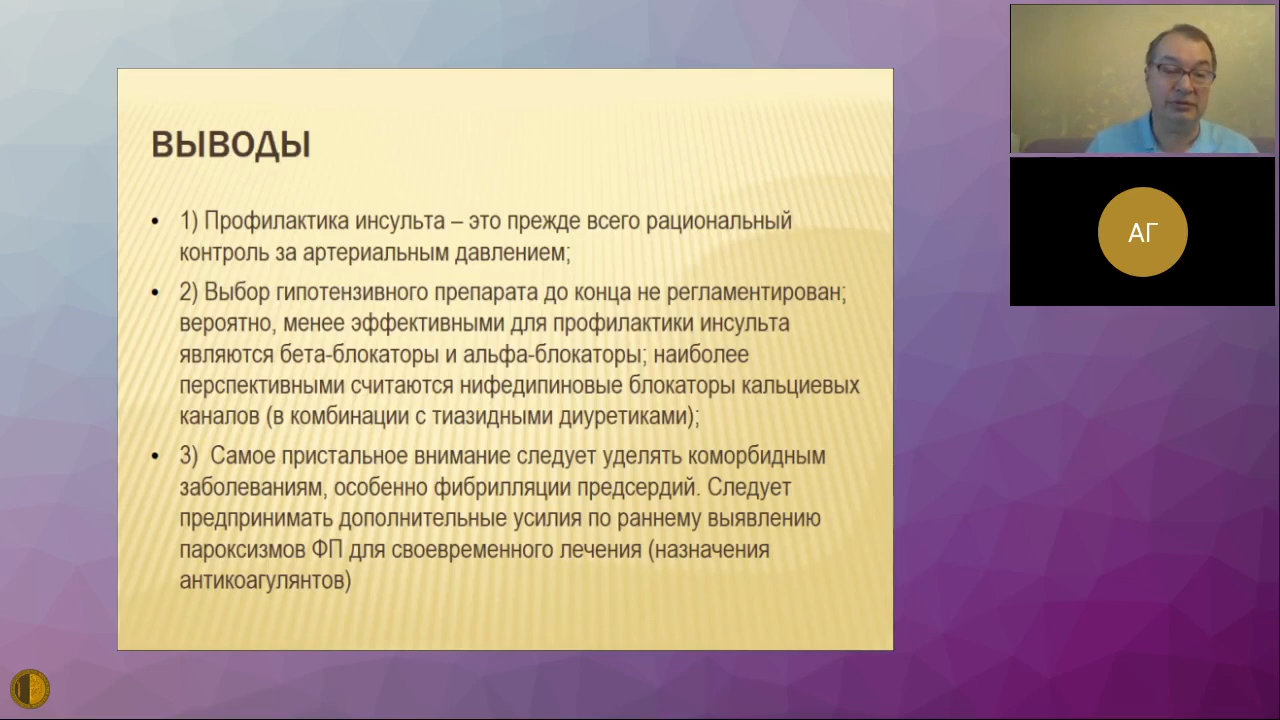 ВЫВОДЫ
• 1) Профилактика инсульта – это прежде всего рациональный
контроль за артериальным давлением;
• 2) Выбор гипотензивного препарата до конца не регламентирован;
вероятно, менее эффективными для профилактики инсульта
являются бета-блокаторы и альфа-блокаторы; наиболее
перспективными считаются нифедипиновые блокаторы кальциевых
каналов (в комбинации с тиазидными диуретиками);
• 3) Самое пристальное внимание следует уделять коморбидным
заболеваниям, особенно фибрилляции предсердий. Следует
предпринимать дополнительные усилия по раннему выявлению
пароксизмов ФП для своевременного лечения (назначения
антикоагулянтов)
АГ